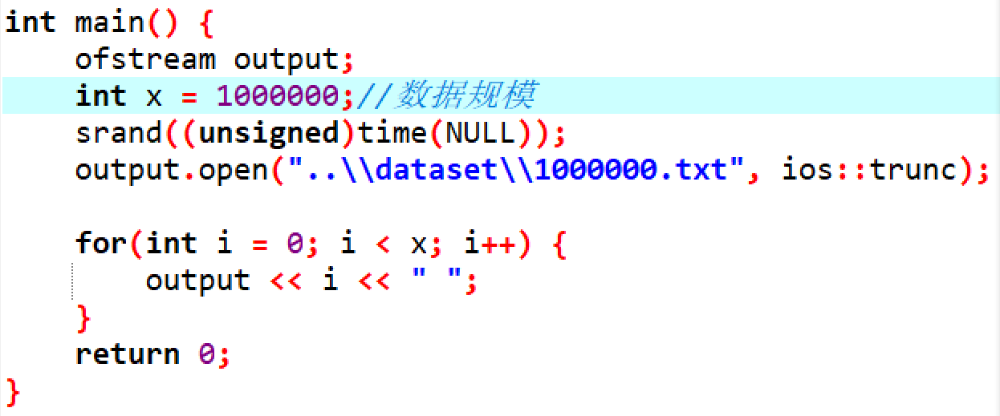 int main() {
    ofstream output;
    int x = 1000000;//数据规模
    srand((unsigned)time(NULL));
    output.open("..\\dataset\\1000000.txt", ios::trunc);

    for(int i = 0; i < x; i++) {
        output << i << " ";
    }
    return 0;
}